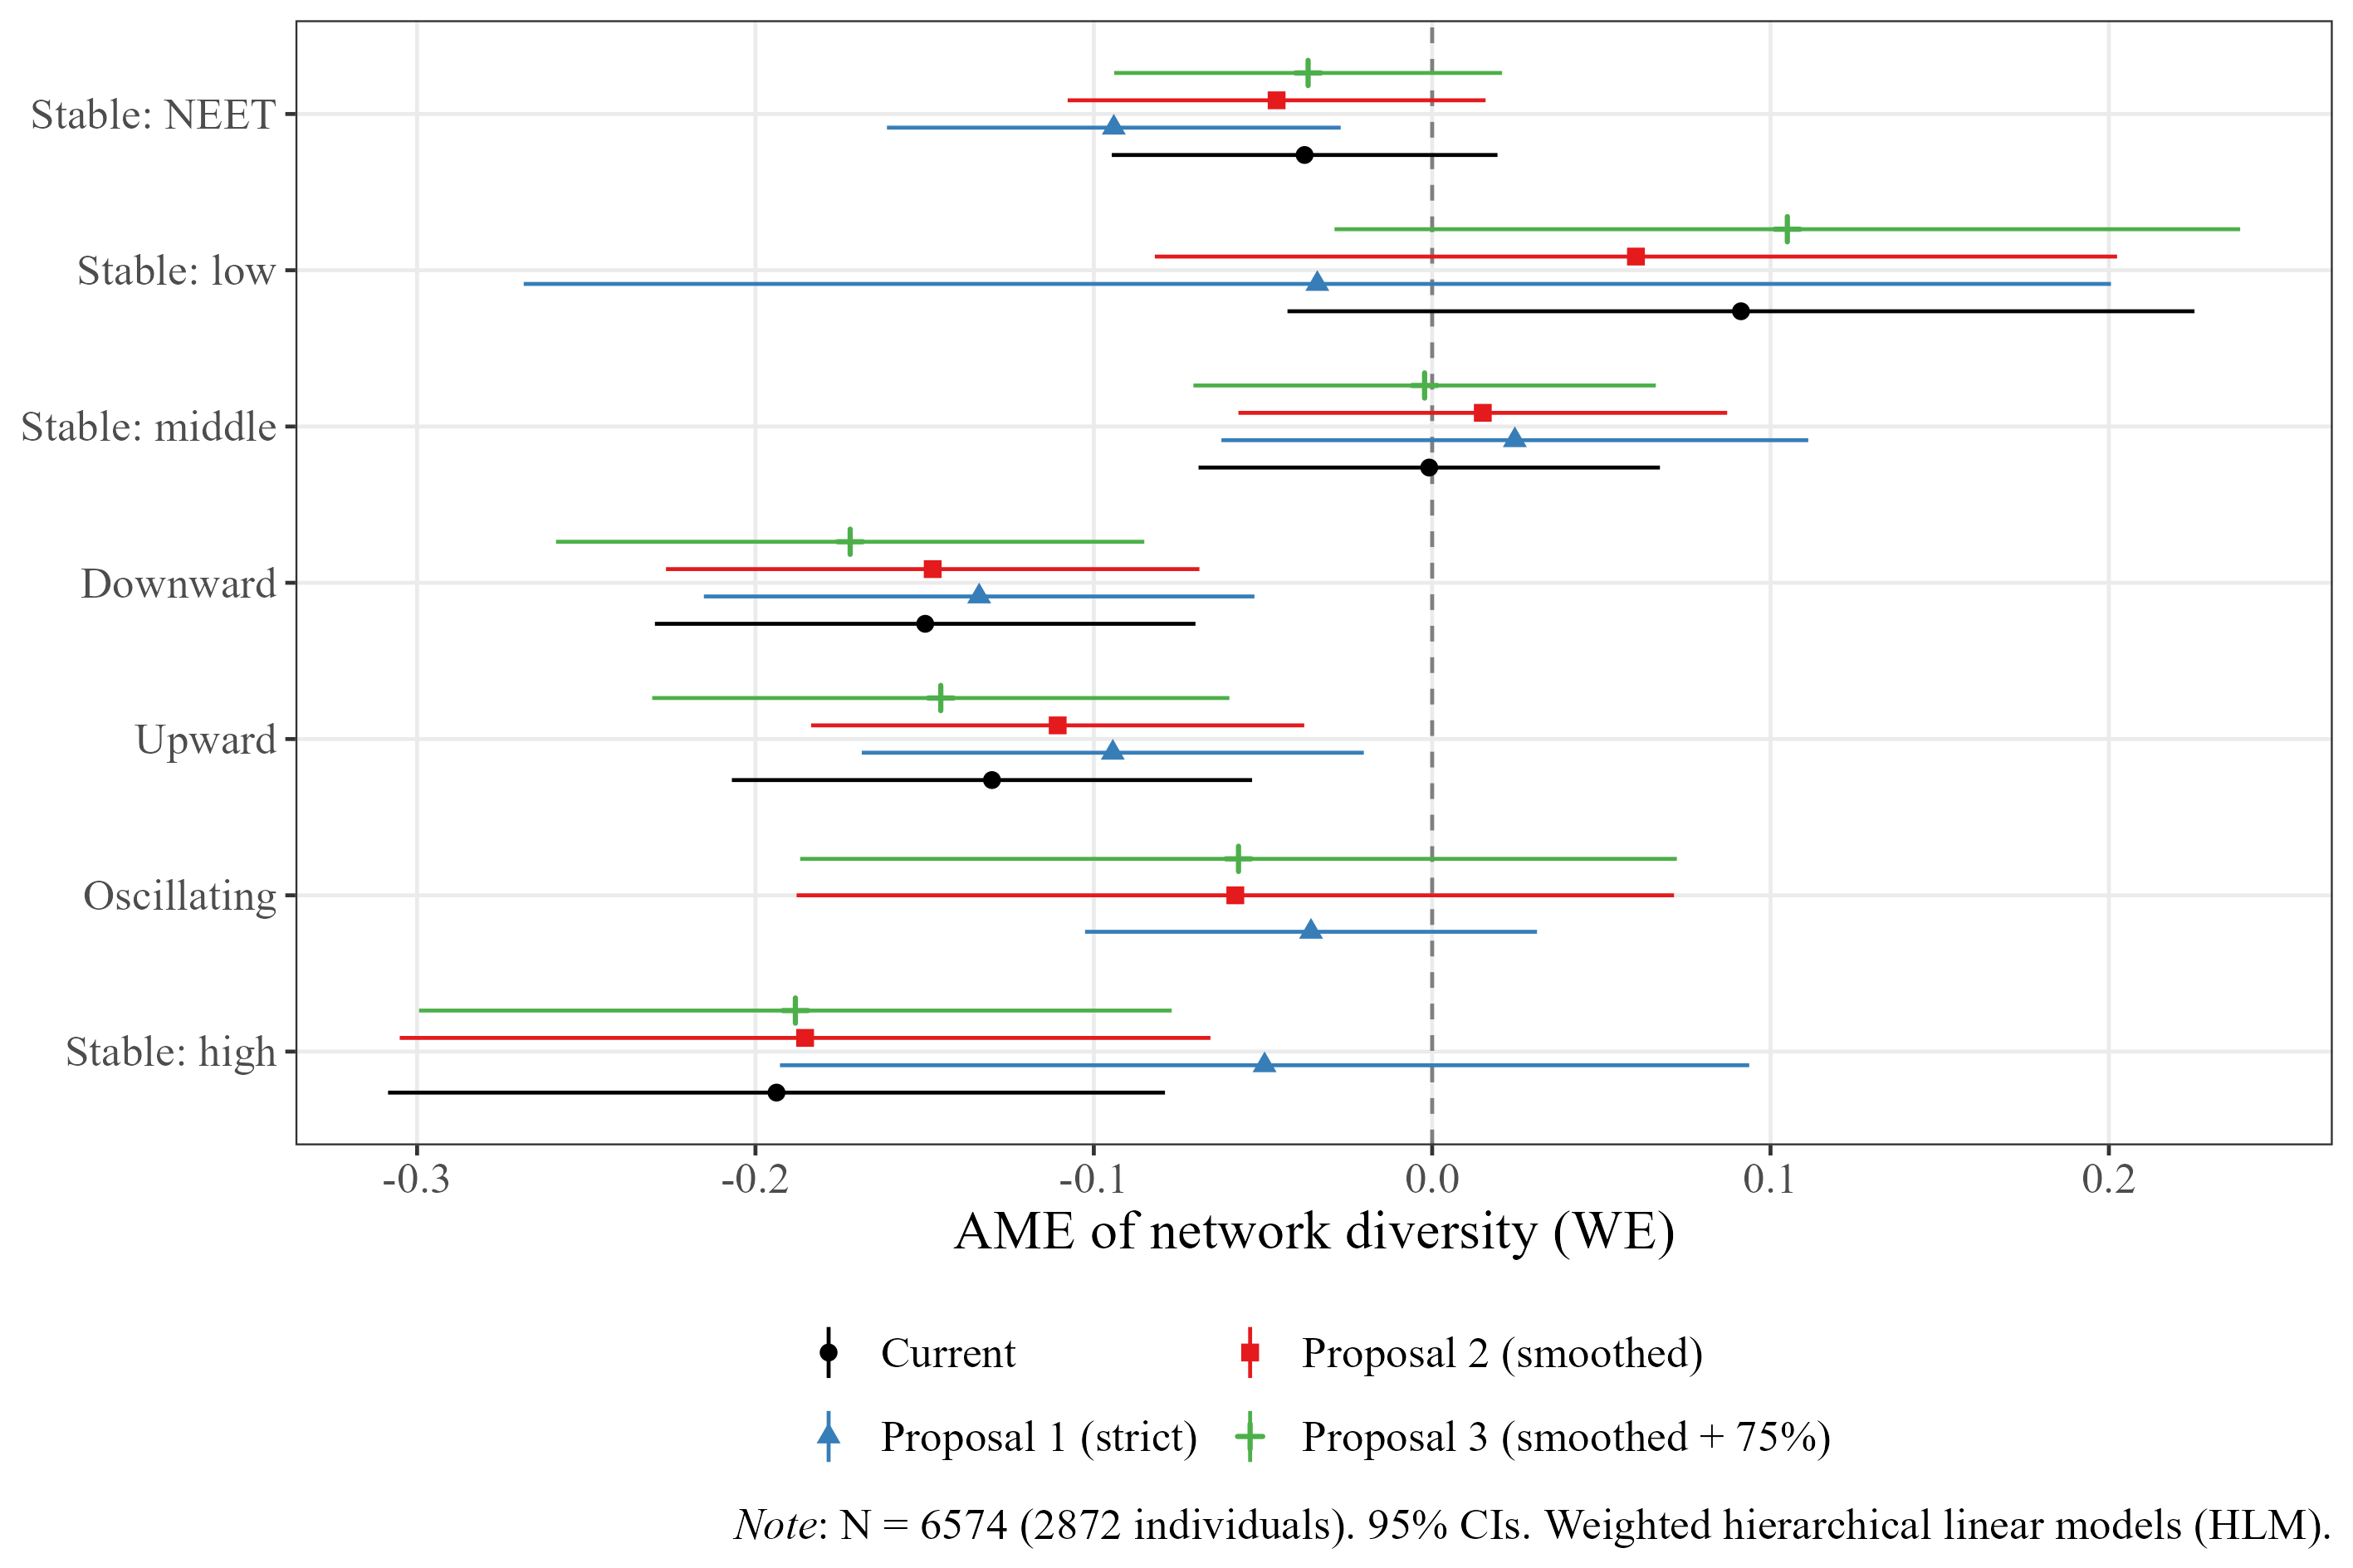 Stable: NEET
Stable: low
Stable: middle
Downward
Upward
Oscillating
Stable: high
-0.3 -0.2 -0.1 0.0 0.1 0.2
AME of network diversity (WE)
Current Proposal 2 (smoothed)
Proposal 1 (strict) Proposal 3 (smoothed + 75%)
Note: N = 6574 (2872 individuals). 95% CIs. Weighted hierarchical linear models (HLM).